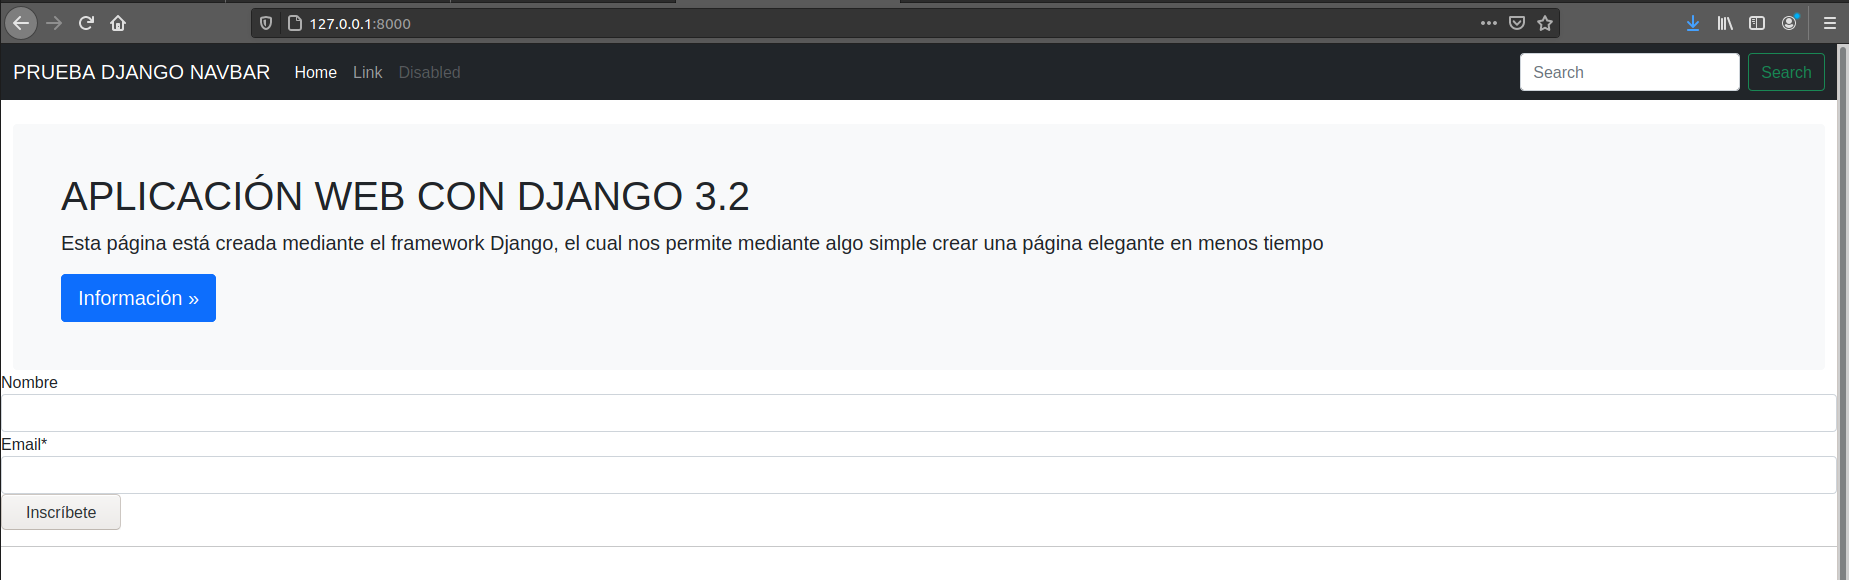 127.0.0.1:8000
PRUEBA DJANGO NAVBAR Home Link Disabled Search Search
APLICACIÓN WEB CON DJANGO 3.2
Esta página está creada mediante el framework Django, el cual nos permite mediante algo simple crear una página elegante en menos tiempo
Información »
Nombre
Email*
Inscríbete